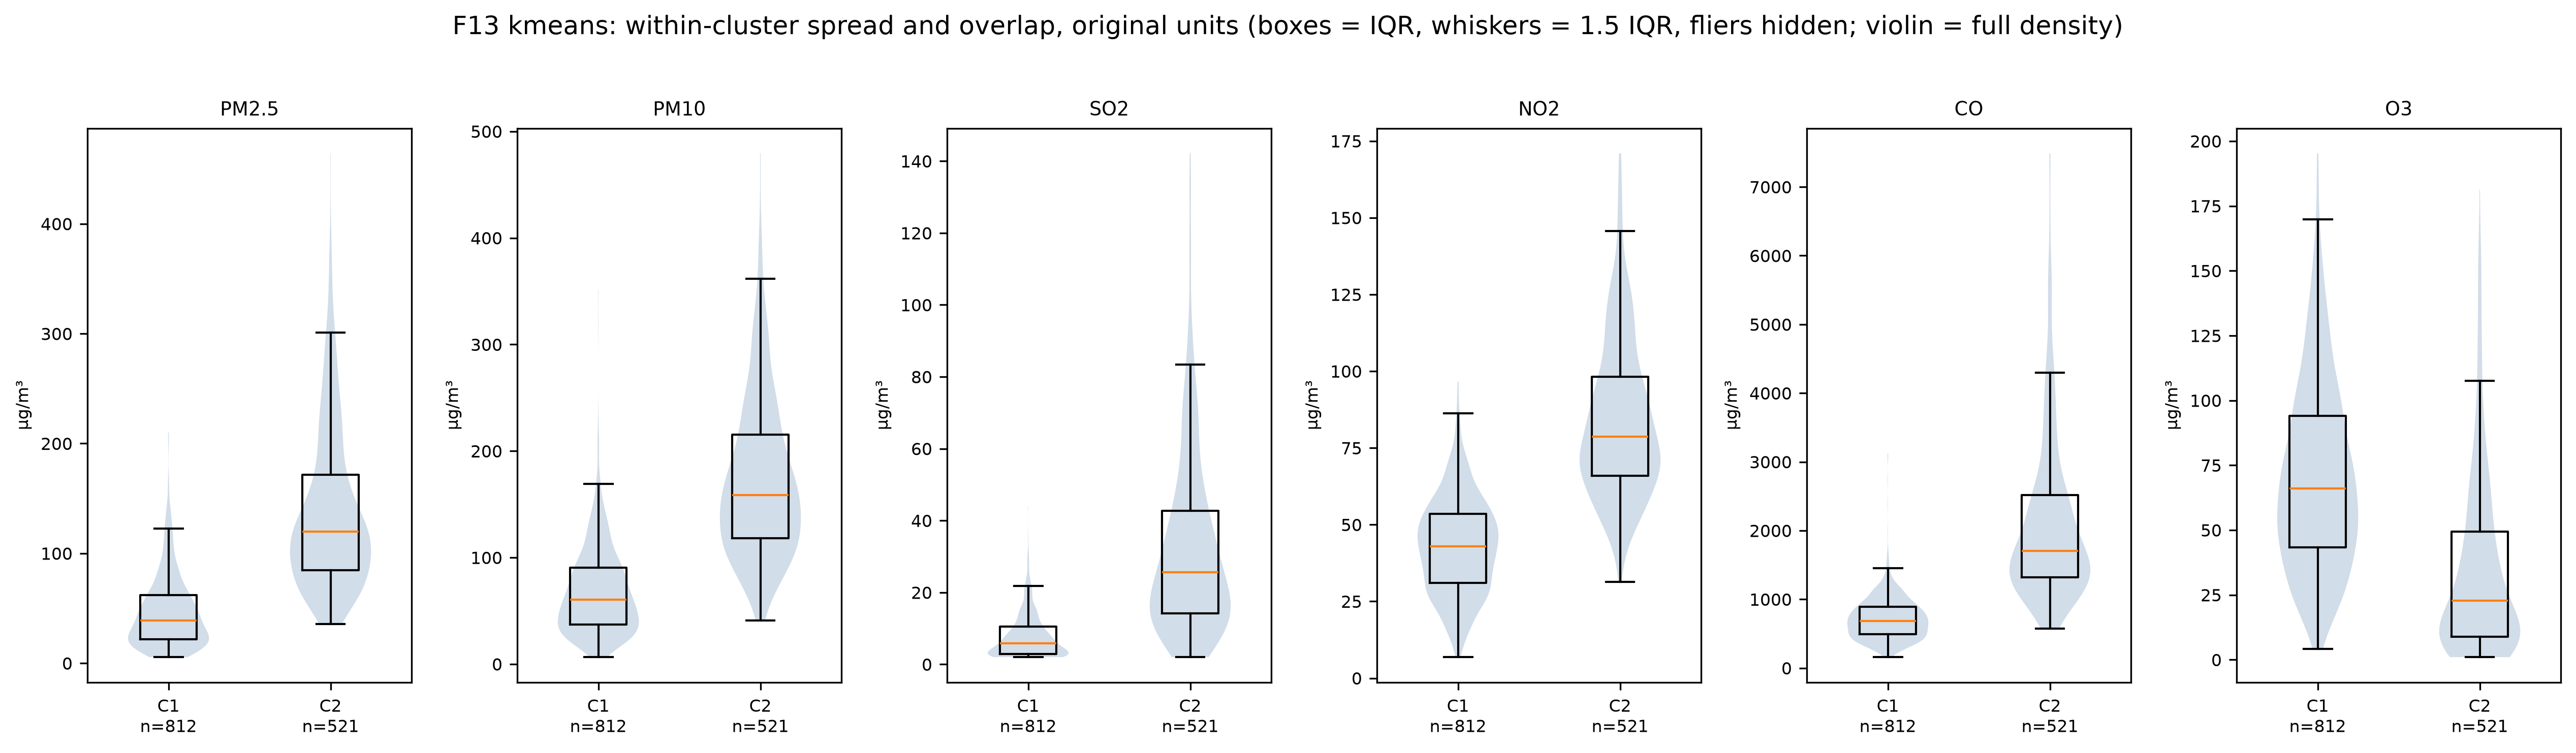 F13 kmeans: within-cluster spread and overlap, original units (boxes = IQR, whiskers = 1.5 IQR, fliers hidden; violin = full density)
PM2.5
µg/m³
400
300
200
100
0
C1
n=812
C2
n=521
PM10
µg/m³
500
400
300
200
100
0
C1
n=812
C2
n=521
SO2
µg/m³
140
120
100
80
60
40
20
0
C1
n=812
C2
n=521
NO2
µg/m³
175
150
125
100
75
50
25
0
C1
n=812
C2
n=521
CO
µg/m³
7000
6000
5000
4000
3000
2000
1000
0
C1
n=812
C2
n=521
O3
µg/m³
200
175
150
125
100
75
50
25
0
C1
n=812
C2
n=521